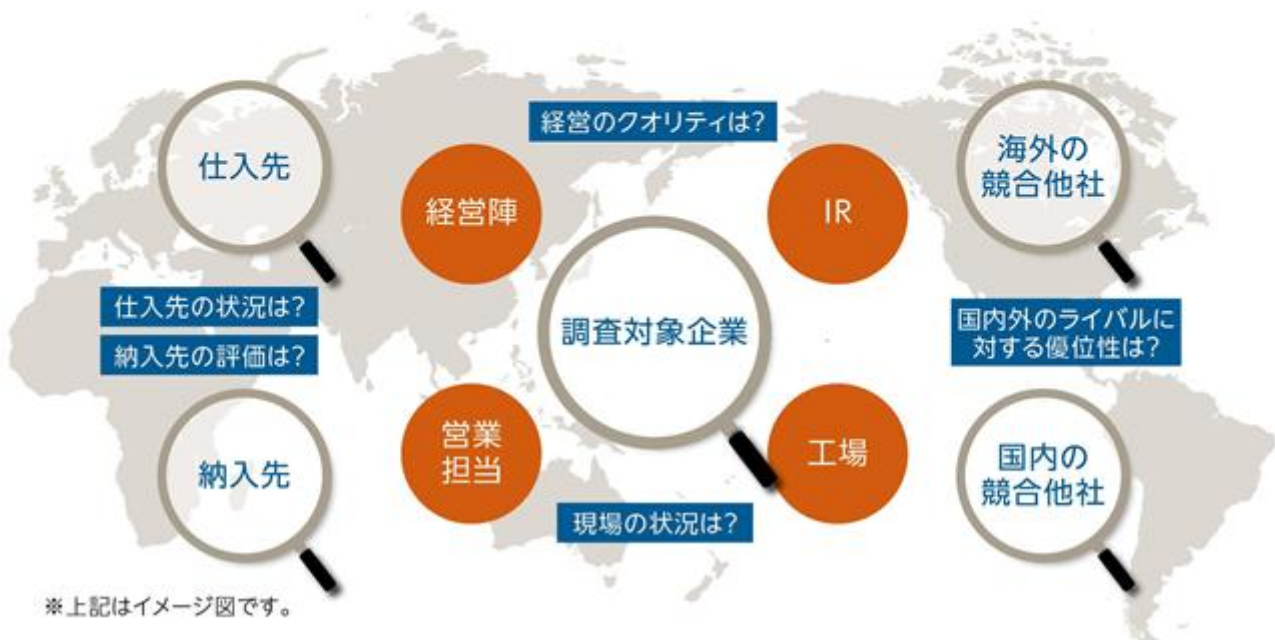 経営のクオリティは?
仕入先
経営陣
IR
海外の
競合他社
仕入先の状況は?
納入先の評価は?
調査対象企業
国内外のライバルに
対する優位性は?
営業
担当
工場
納入先
国内の
競合他社
現場の状況は?
※上記はイメージ図です。